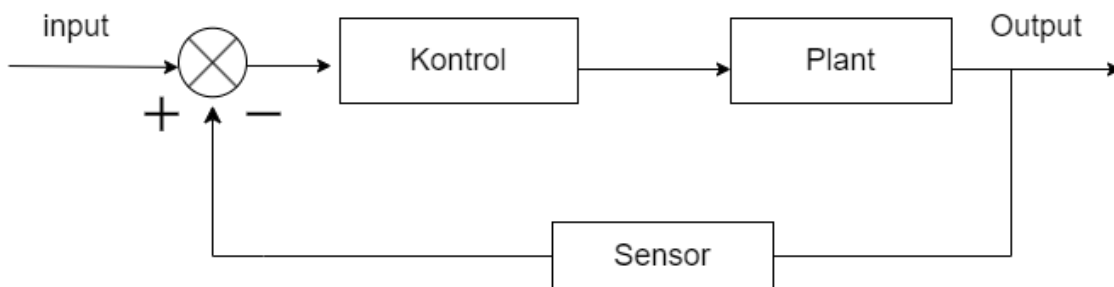 input
Output
Kontrol
Plant
+ −
Sensor